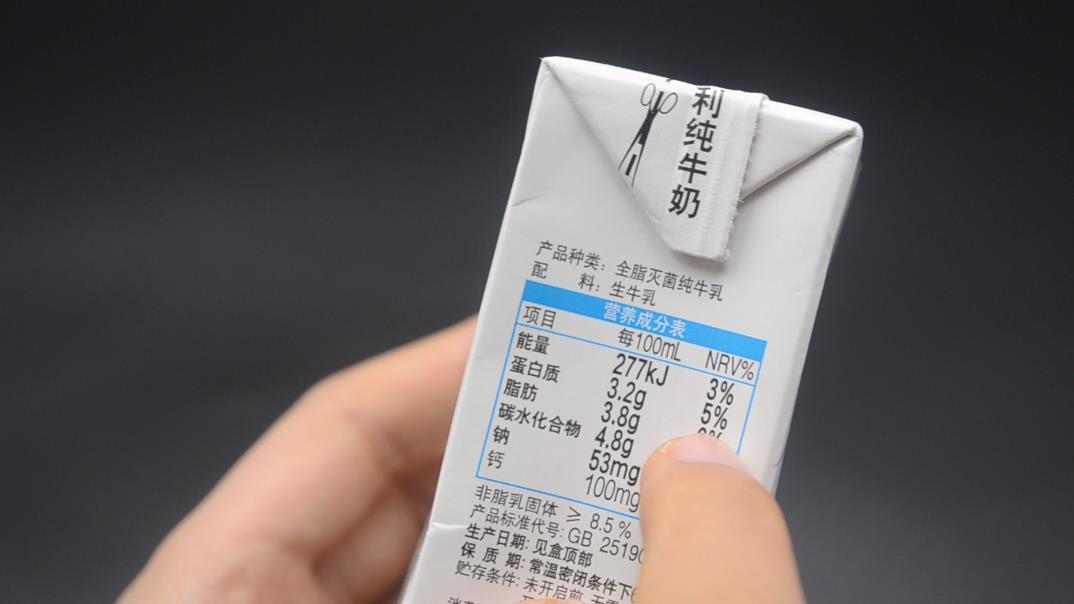 利纯牛奶
产品种类：全脂灭菌纯牛乳
配 料：生牛乳
营养成分表
项目 每100mL NRV%
能量 277kJ 3%
蛋白质 3.2g 5%
脂肪 3.8g
碳水化合物 4.8g
钠 53mg
钙 100mg
非脂乳固体 ≥ 8.5%
产品标准代号：GB 25190
生产日期：见盒顶部
保 质 期：常温密闭条件下6
贮存条件：未开启前